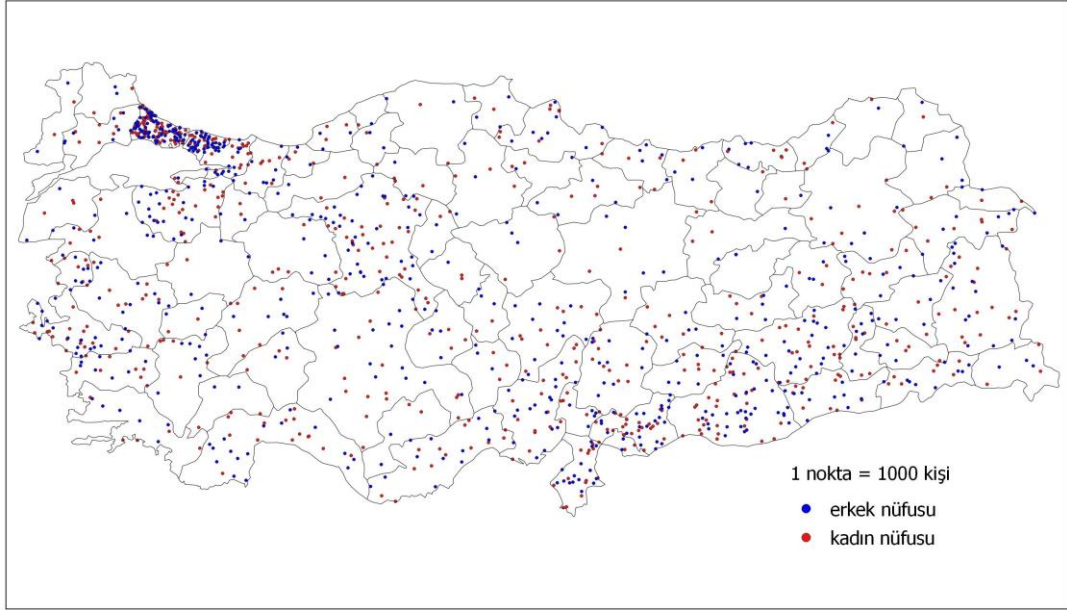 1 nokta = 1000 kişi
erkek nüfusu
kadın nüfusu